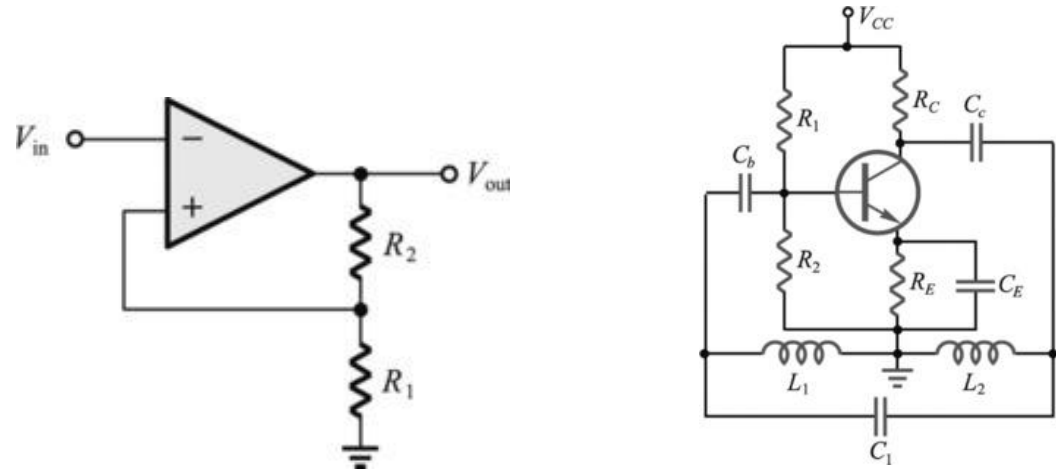 V_in
−
+
V_out
R_2
R_1
V_CC
R_C
C_c
R_1
C_b
R_2
R_E
C_E
L_1
L_2
C_1